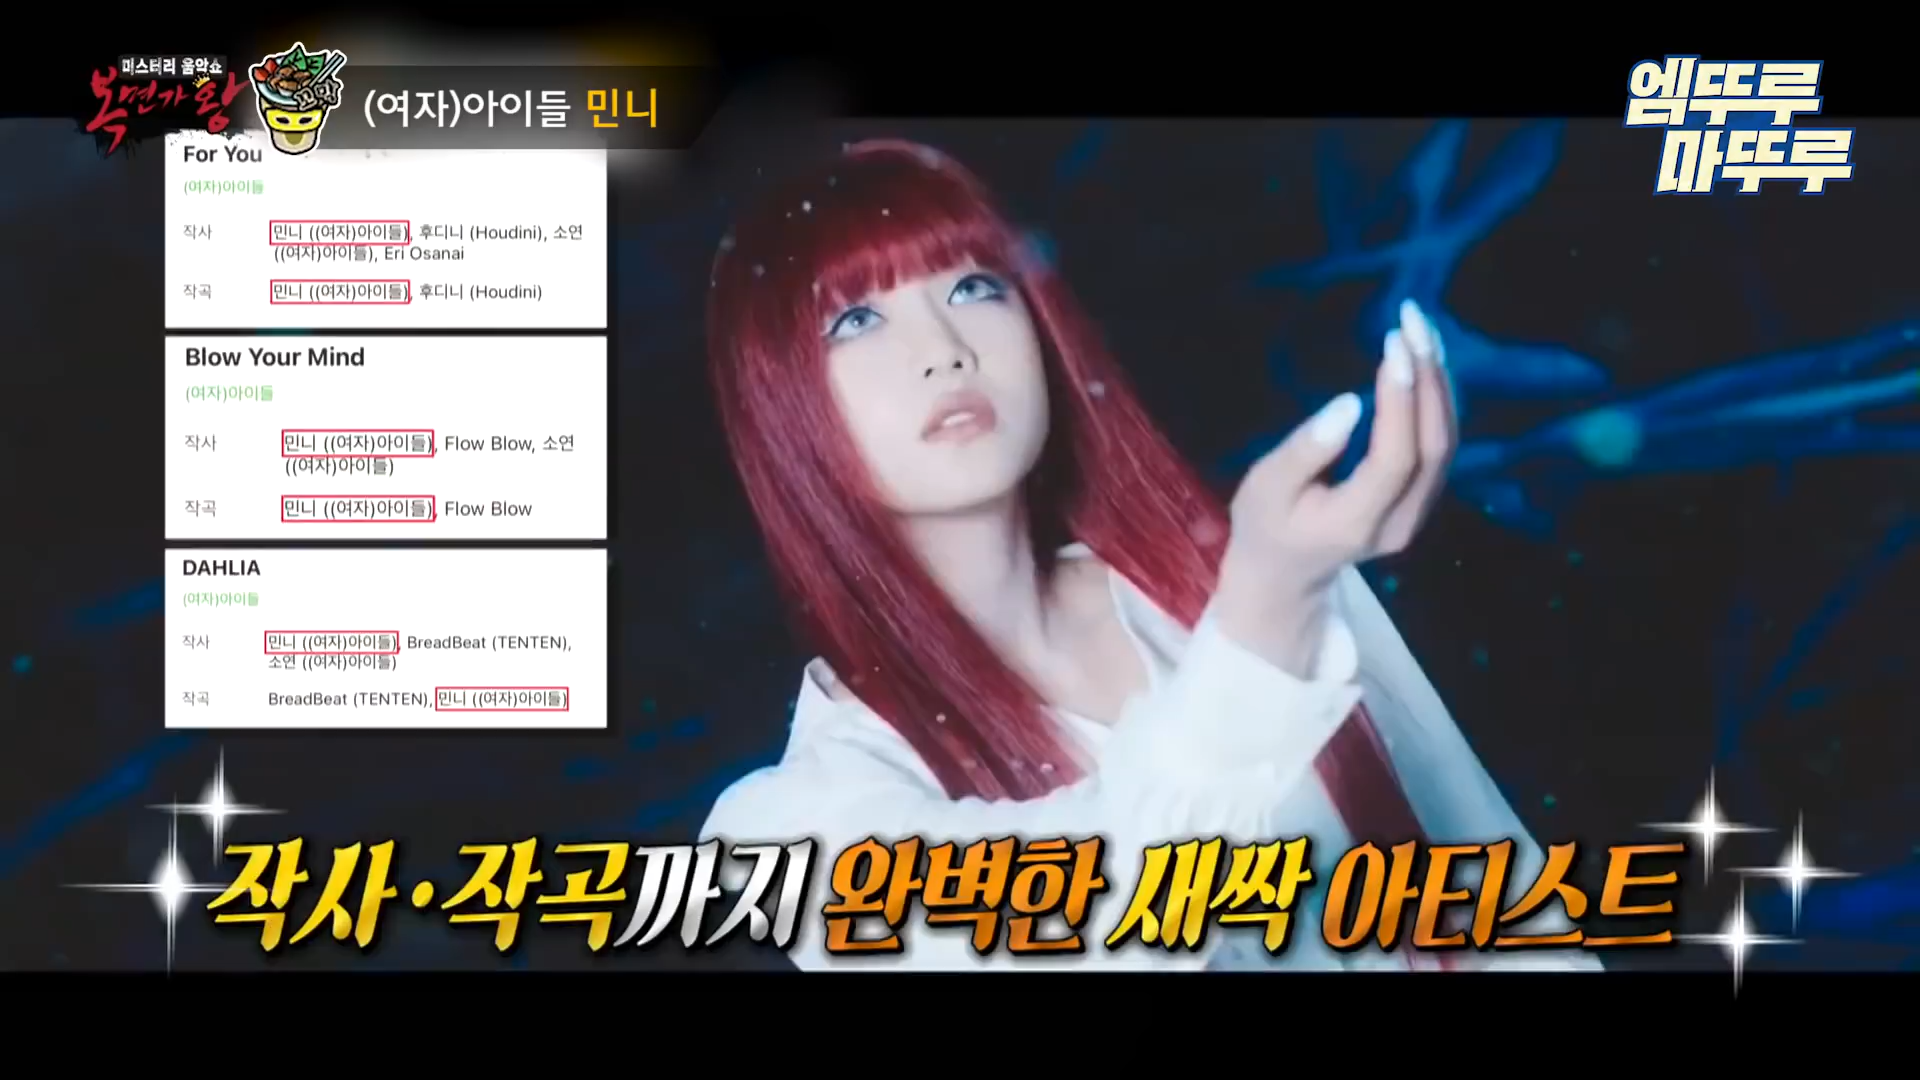 미스터리 음악쇼
복면가왕
꼬망
(여자)아이들 민니
엠뚜루
마뚜루
For You
(여자)아이들
작사 민니 ((여자)아이들), 후디니 (Houdini), 소연
((여자)아이들), Eri Osanai
작곡 민니 ((여자)아이들), 후디니 (Houdini)
Blow Your Mind
(여자)아이들
작사 민니 ((여자)아이들), Flow Blow, 소연
((여자)아이들)
작곡 민니 ((여자)아이들), Flow Blow
DAHLIA
(여자)아이들
작사 민니 ((여자)아이들), BreadBeat (TENTEN),
소연 ((여자)아이들)
작곡 BreadBeat (TENTEN), 민니 ((여자)아이들)
작사·작곡까지 완벽한 새싹 아티스트